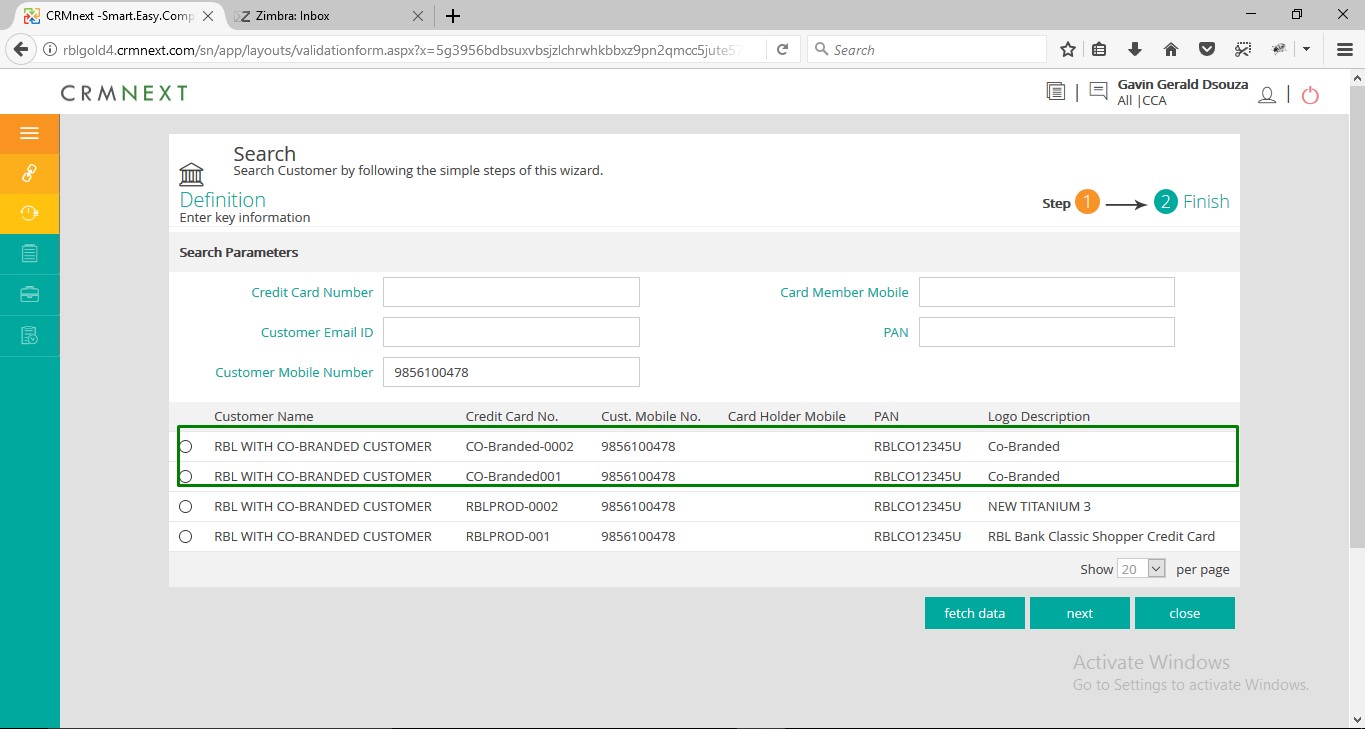 CRMnext -Smart.Easy.Comp
Zimbra: Inbox
rblgold4.crmnext.com/sn/app/layouts/validationform.aspx?x=5g3956bdbsuxvbsjzlchrwhkbbxz9pn2qmcc5jute57
Search
CRMNEXT
Gavin Gerald Dsouza
All |CCA
Search
Search Customer by following the simple steps of this wizard.
Definition
Enter key information
Step 1 2 Finish
Search Parameters
Credit Card Number
Card Member Mobile
Customer Email ID
PAN
Customer Mobile Number 9856100478
Customer Name Credit Card No. Cust. Mobile No. Card Holder Mobile PAN Logo Description
RBL WITH CO-BRANDED CUSTOMER CO-Branded-0002 9856100478 RBLCO12345U Co-Branded
RBL WITH CO-BRANDED CUSTOMER CO-Branded001 9856100478 RBLCO12345U Co-Branded
RBL WITH CO-BRANDED CUSTOMER RBLPROD-0002 9856100478 RBLCO12345U NEW TITANIUM 3
RBL WITH CO-BRANDED CUSTOMER RBLPROD-001 9856100478 RBLCO12345U RBL Bank Classic Shopper Credit Card
Show 20 per page
fetch data next close
Activate Windows
Go to Settings to activate Windows.